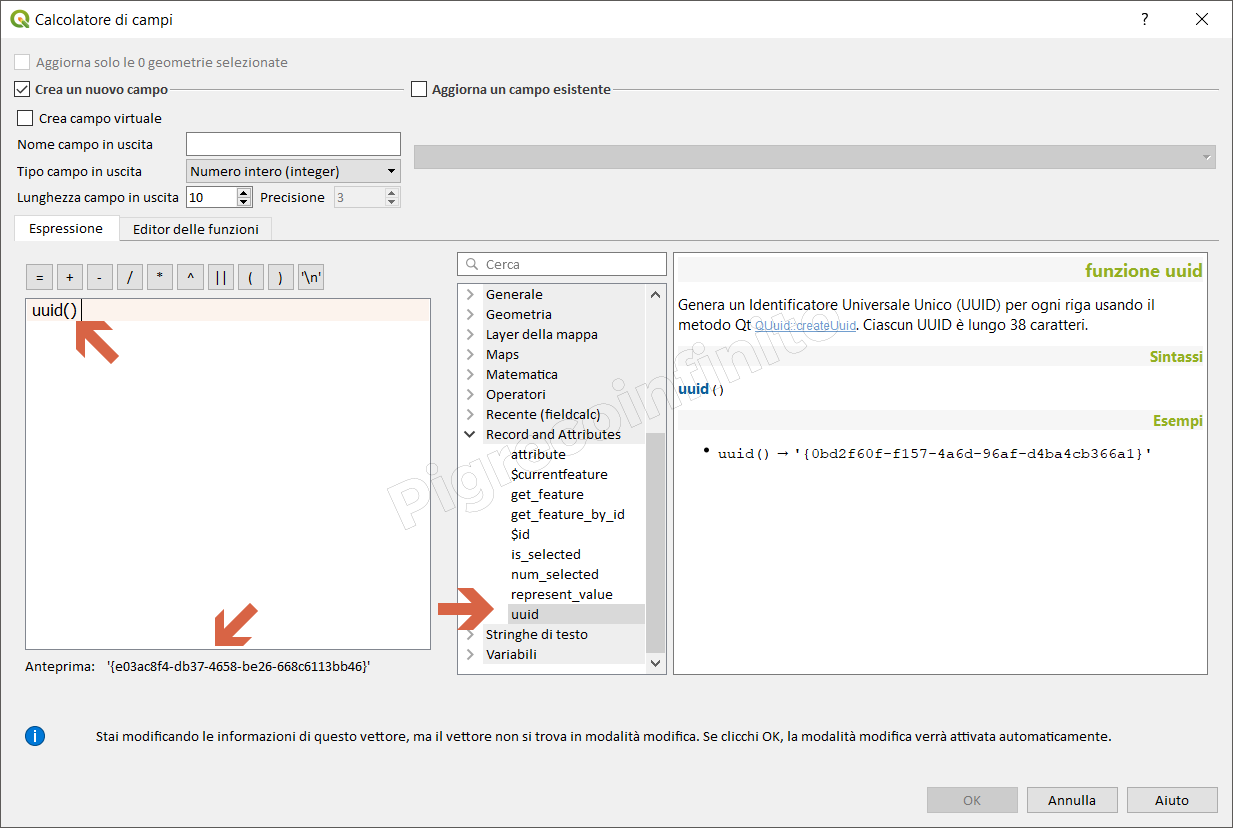 Calcolatore di campi
?
Aggiorna solo le 0 geometrie selezionate
Crea un nuovo campo
Aggiorna un campo esistente
Crea campo virtuale
Nome campo in uscita
Tipo campo in uscita Numero intero (integer)
Lunghezza campo in uscita 10 Precisione 3
Espressione Editor delle funzioni
= + - / * ^ || ( ) '\n'
uuid()
Anteprima: '{e03ac8f4-db37-4658-be26-668c6113bb46}'
Cerca
Generale
Geometria
Layer della mappa
Maps
Matematica
Operatori
Recente (fieldcalc)
Record and Attributes
attribute
$currentfeature
get_feature
get_feature_by_id
$id
is_selected
num_selected
represent_value
uuid
Stringhe di testo
Variabili
funzione uuid
Genera un Identificatore Universale Unico (UUID) per ogni riga usando il
metodo Qt QUuid::createUuid. Ciascun UUID è lungo 38 caratteri.
Sintassi
uuid()
Esempi
• uuid() → '{0bd2f60f-f157-4a6d-96af-d4ba4cb366a1}'
Pigrecoinfinito
i
Stai modificando le informazioni di questo vettore, ma il vettore non si trova in modalità modifica. Se clicchi OK, la modalità modifica verrà attivata automaticamente.
OK Annulla Aiuto